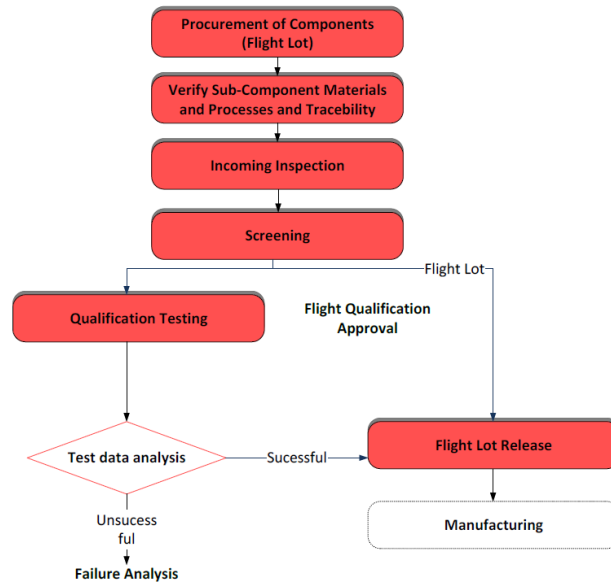 Procurement of Components
(Flight Lot)
Verify Sub-Component Materials
and Processes and Tracebility
Incoming Inspection
Screening
Flight Lot
Qualification Testing
Flight Qualification
Approval
Test data analysis
Sucessful
Flight Lot Release
Unsucess
ful
Manufacturing
Failure Analysis